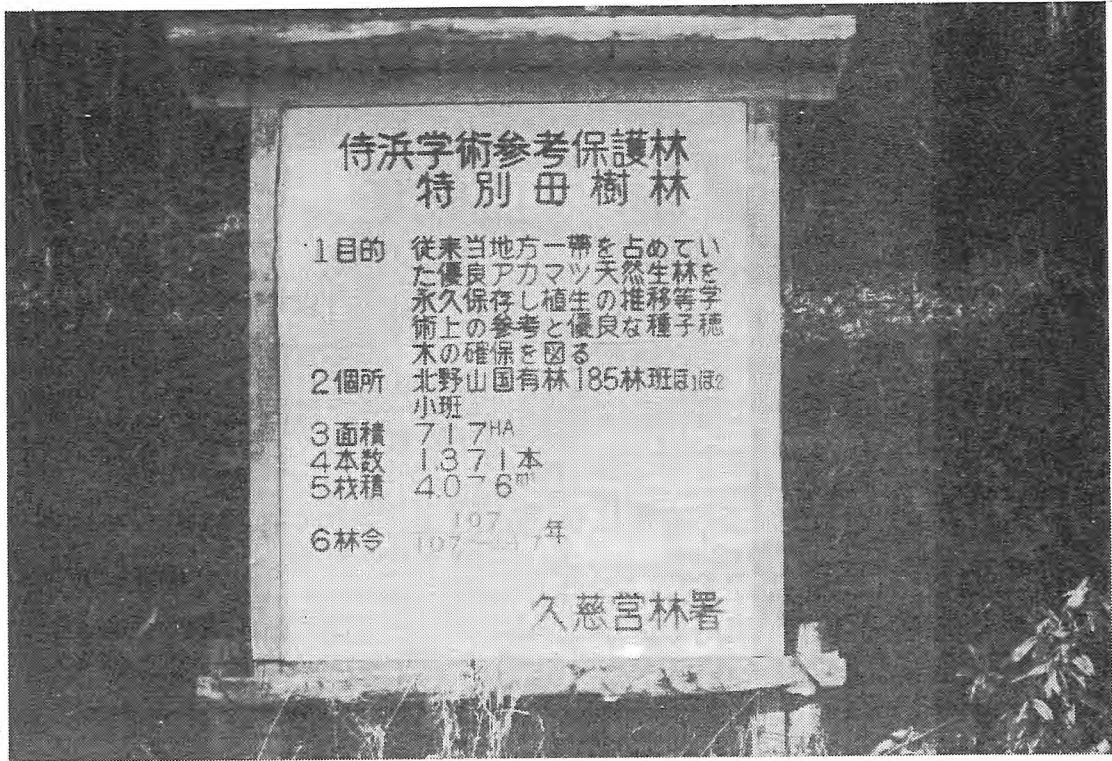 侍浜学術参考保護林
特別母樹林
1目的 従来当地方一帯を占めてい
た優良アカマツ天然生林を
永久保存し植生の推移等学
術上の参考と優良な種子穂
木の確保を図る
2個所 北野山国有林185林班ほ1ほ2
小班
3面積 717HA
4本数 1.371本
5材積 4.076㎥
6林令 107 年
久慈営林署